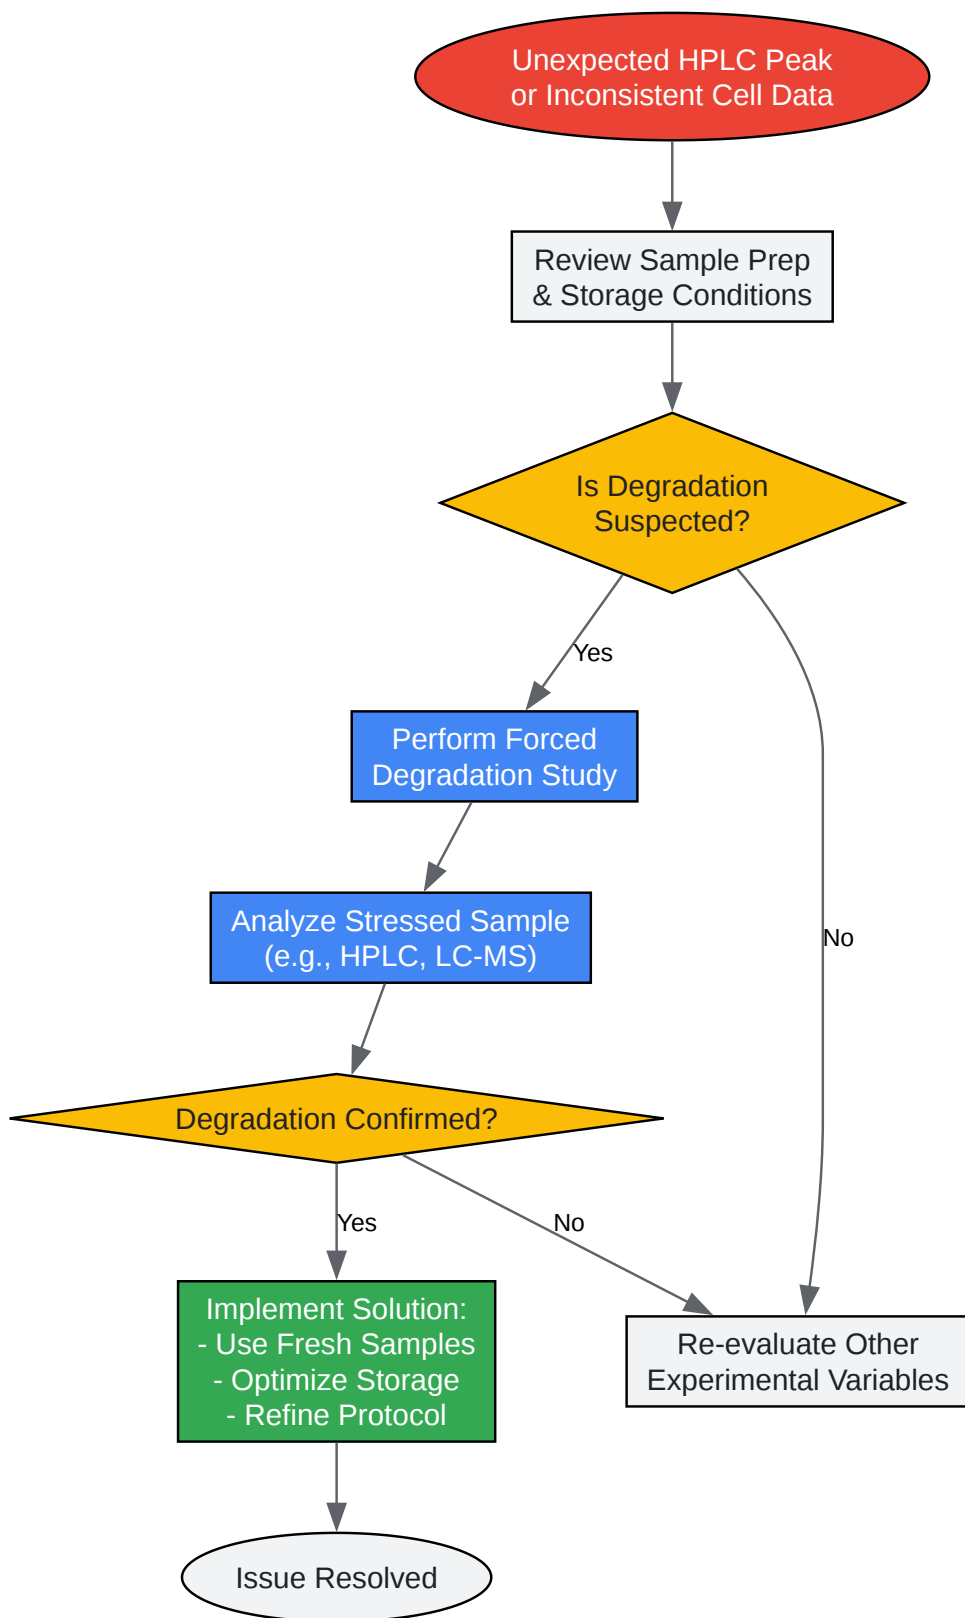 Unexpected HPLC Peak
or Inconsistent Cell Data
Review Sample Prep
& Storage Conditions
Is Degradation
Suspected?
Yes
Perform Forced
Degradation Study
Analyze Stressed Sample
(e.g., HPLC, LC-MS)
No
Degradation Confirmed?
Yes
No
Implement Solution:
- Use Fresh Samples
- Optimize Storage
- Refine Protocol
Re-evaluate Other
Experimental Variables
Issue Resolved